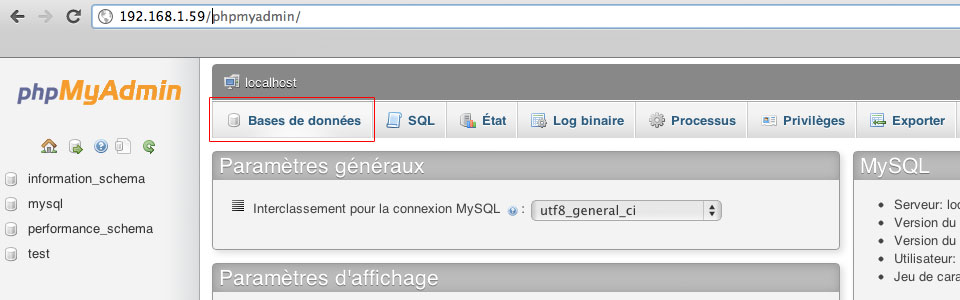 192.168.1.59/phpmyadmin/
localhost
phpMyAdmin
Bases de données
SQL
État
Log binaire
Processus
Privilèges
Exporter
information_schema
mysql
performance_schema
test
Paramètres généraux
Interclassement pour la connexion MySQL :
utf8_general_ci
Paramètres d'affichage
MySQL
Serveur:
Version du
Version du
Utilisateur:
Jeu de